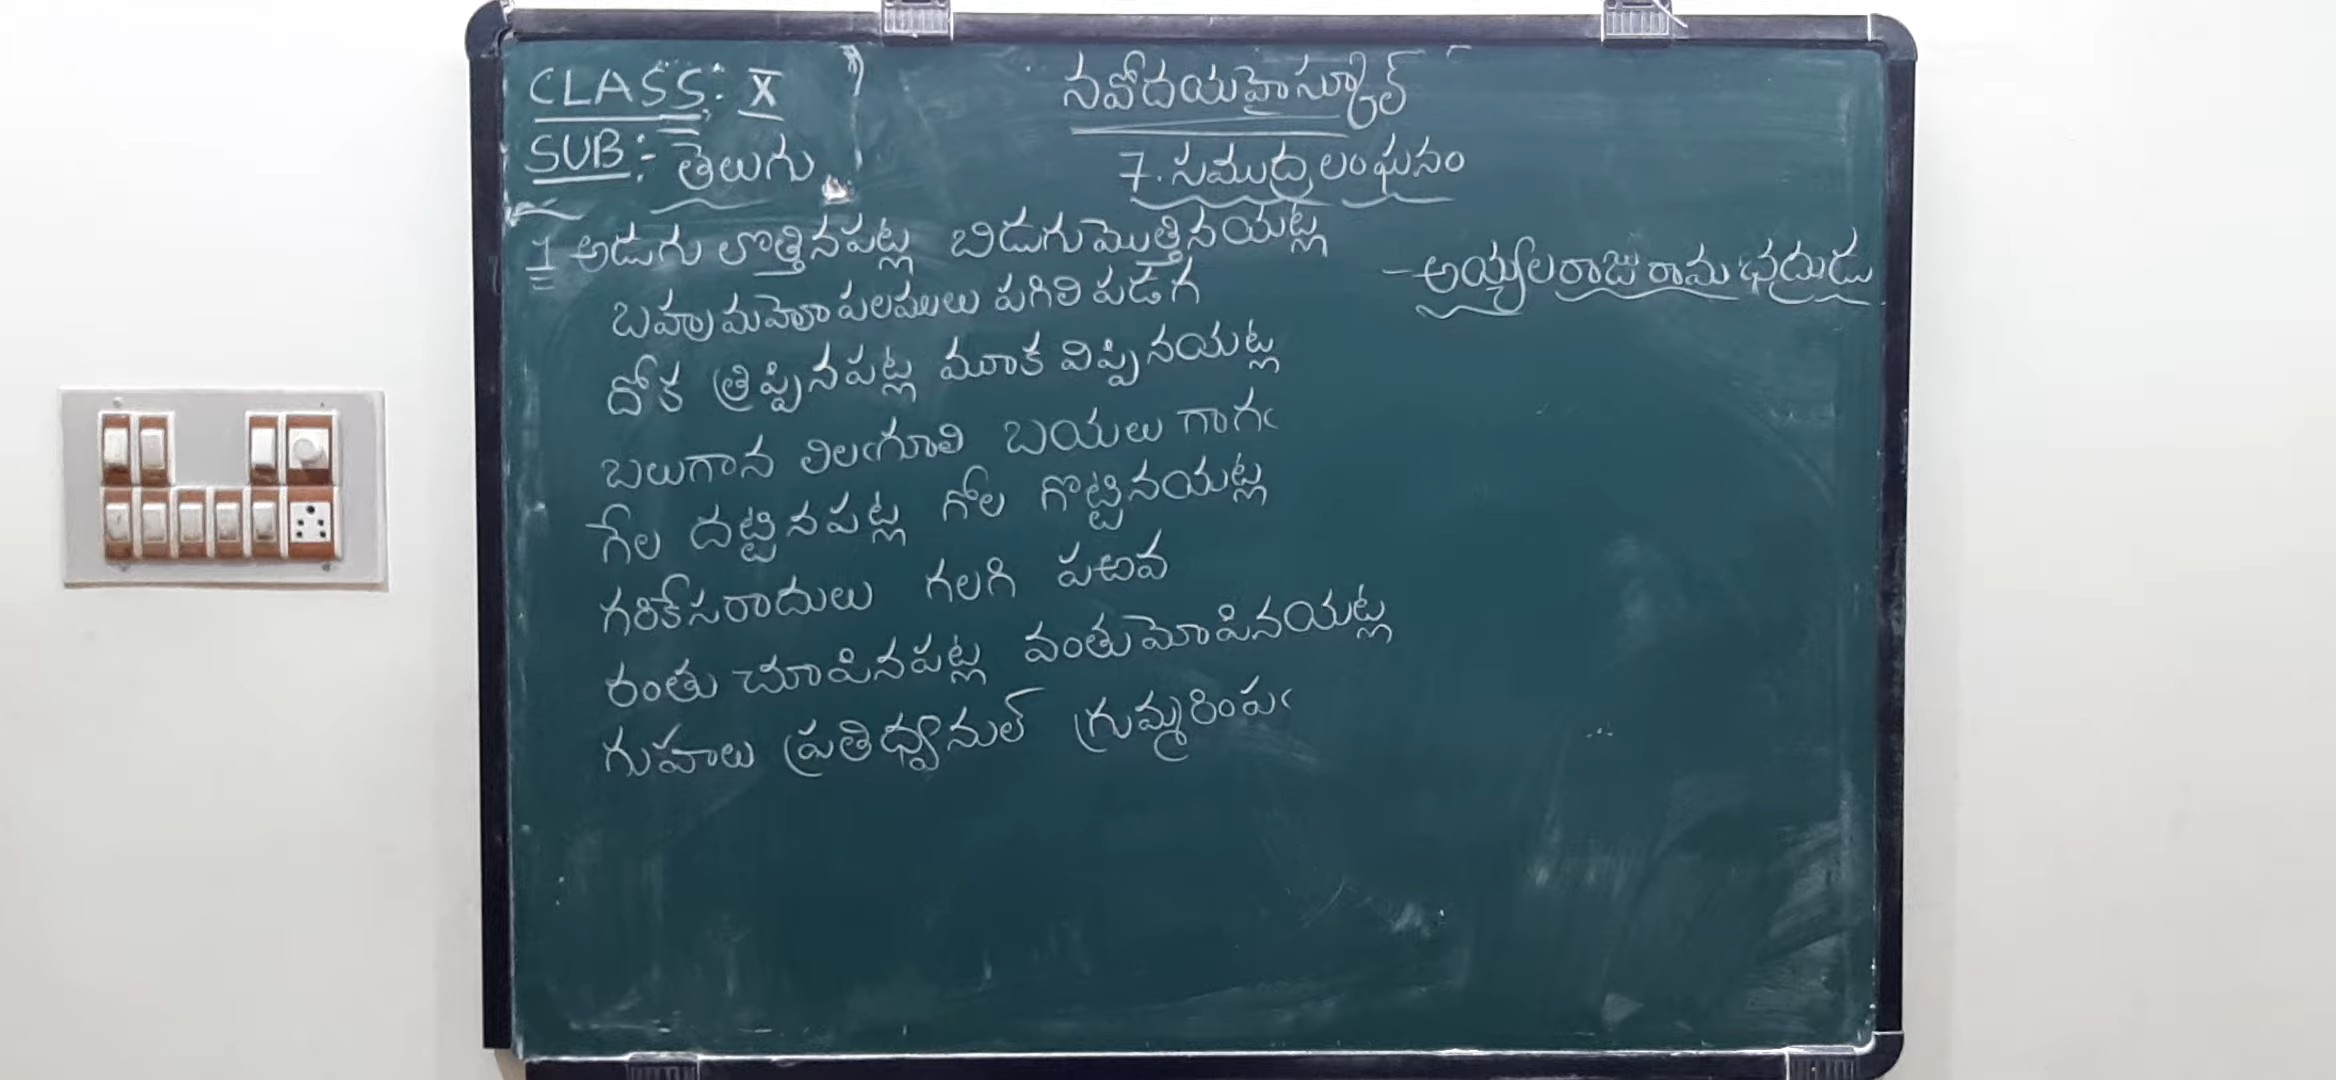 CLASS: X
నవోదయహైస్కూల్
SUB:- తెలుగు
7. సముద్రలంఘనం
1 అడుగు లొత్తినపట్ల బిడుగుమొత్తినయట్ల
- అయ్యలరాజు రామభద్రుడు
బహు మహోపలములు పగిలి పడగ
దోక త్రిప్పినపట్ల మూక విప్పినయట్ల
బలుగాన లిలఁగూలి బయలు గాగఁ
గేల దట్టినపట్ల గోల గొట్టినయట్ల
గరికేసరాదులు గలగి పఱవ
రంతు చూపినపట్ల వంతుమోపినయట్ల
గుహలు ప్రతిధ్వనుల్ గ్రుమ్మరింపఁ